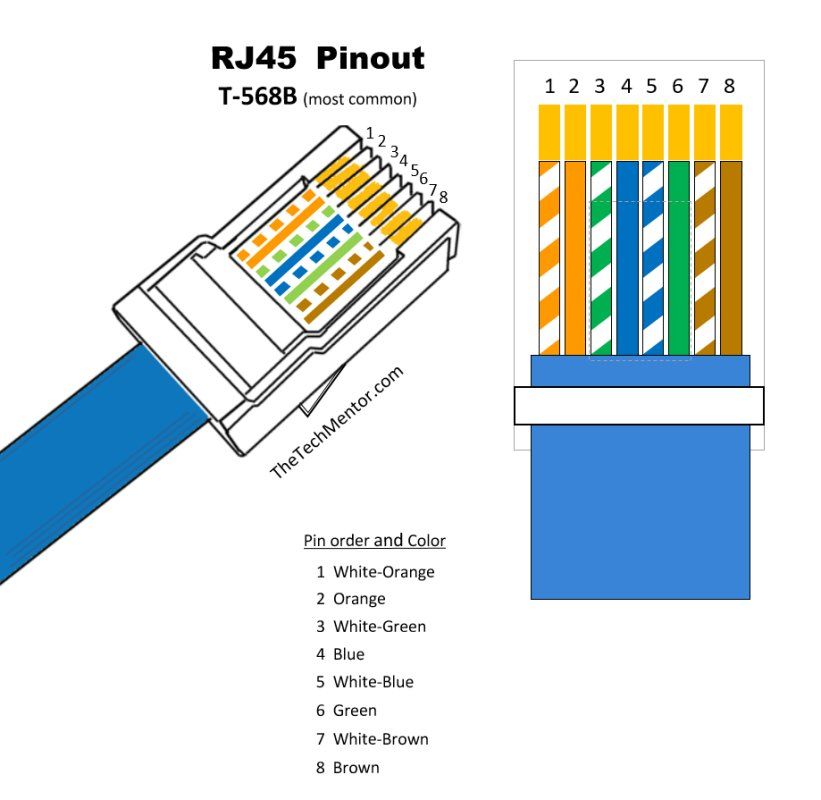 RJ45 Pinout
T-568B (most common)
1 2 3 4 5 6 7 8
1 2 3 4 5 6 7 8
TheTechMentor.com
Pin order and Color
1 White-Orange
2 Orange
3 White-Green
4 Blue
5 White-Blue
6 Green
7 White-Brown
8 Brown